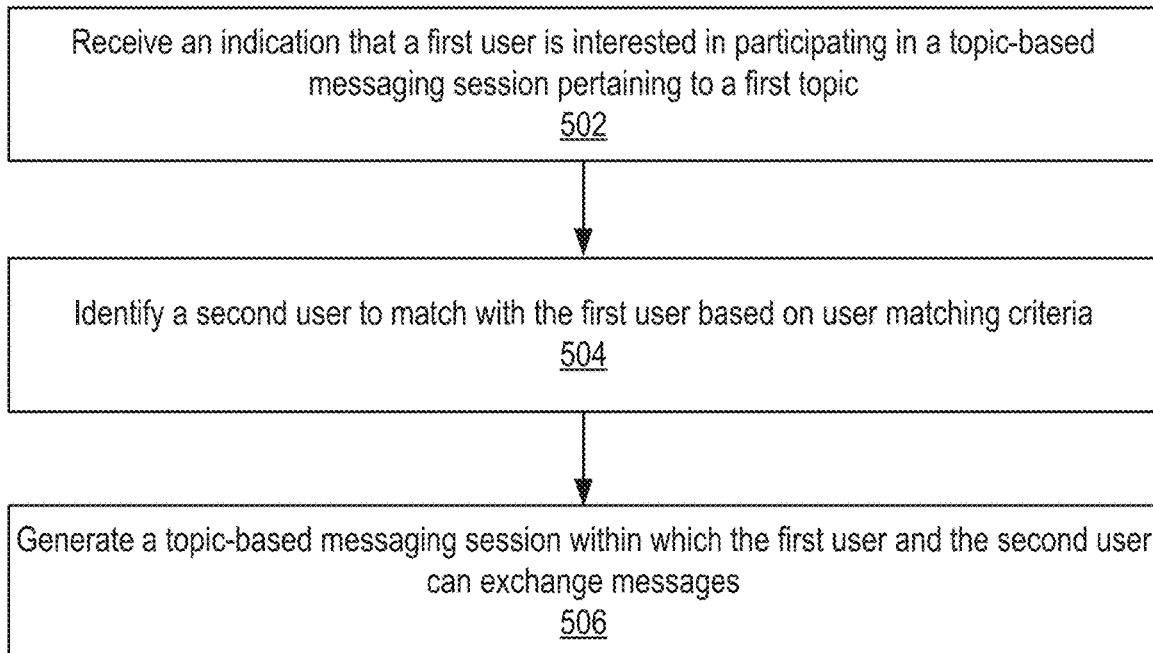 Receive an indication that a first user is interested in participating in a topic-based
messaging session pertaining to a first topic
502
Identify a second user to match with the first user based on user matching criteria
504
Generate a topic-based messaging session within which the first user and the second user
can exchange messages
506